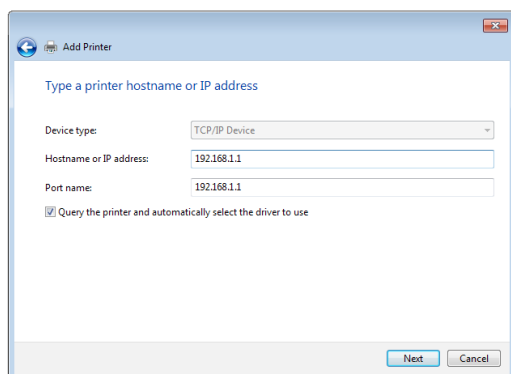 Add Printer
Type a printer hostname or IP address
Device type: TCP/IP Device
Hostname or IP address: 192.168.1.1
Port name: 192.168.1.1
Query the printer and automatically select the driver to use
Next Cancel